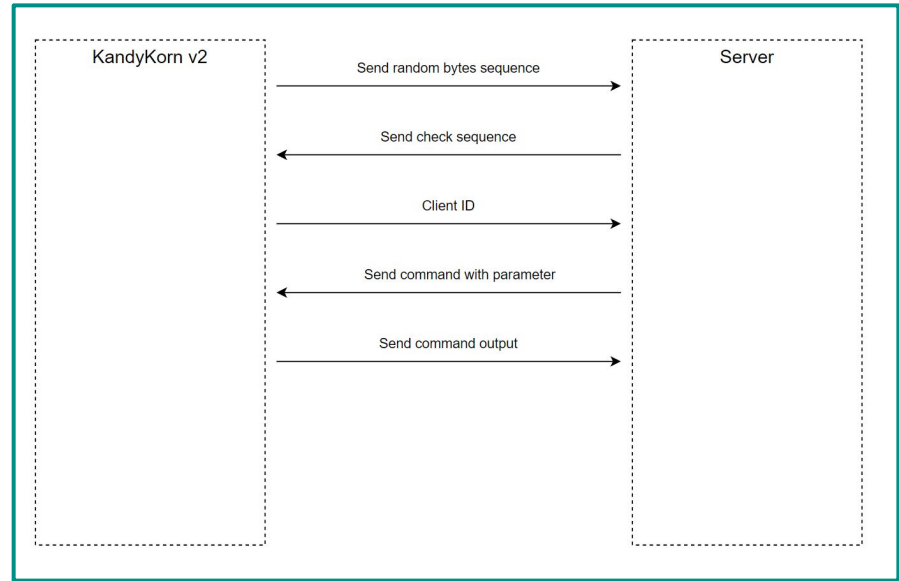 KandyKorn v2
Server
Send random bytes sequence
Send check sequence
Client ID
Send command with parameter
Send command output